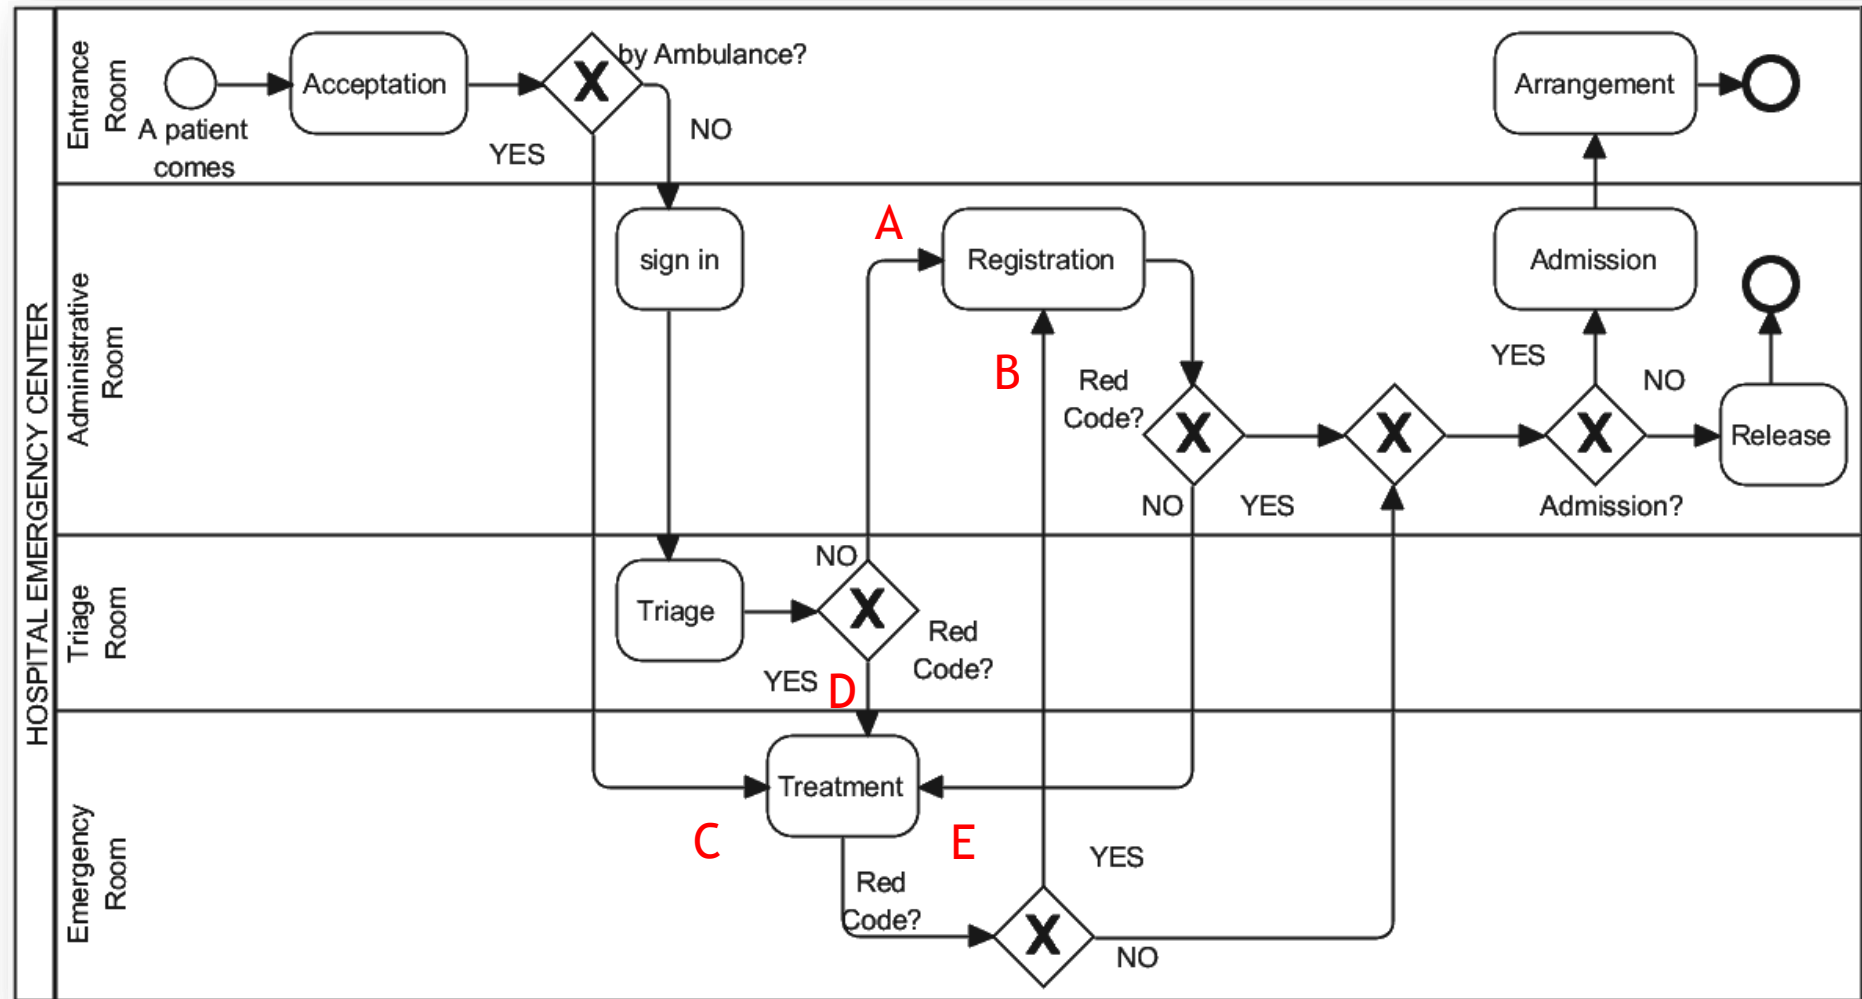 HOSPITAL EMERGENCY CENTER
Entrance
Room
A patient
comes
Acceptation
X
by Ambulance?
YES
NO
Arrangement
Administrative
Room
sign in
A
Registration
B
Red
Code?
X
NO
YES
X
Admission
YES
NO
X
Admission?
Release
Triage
Room
Triage
NO
X
Red
Code?
YES
D
Emergency
Room
Treatment
C
E
Red
Code?
YES
X
NO